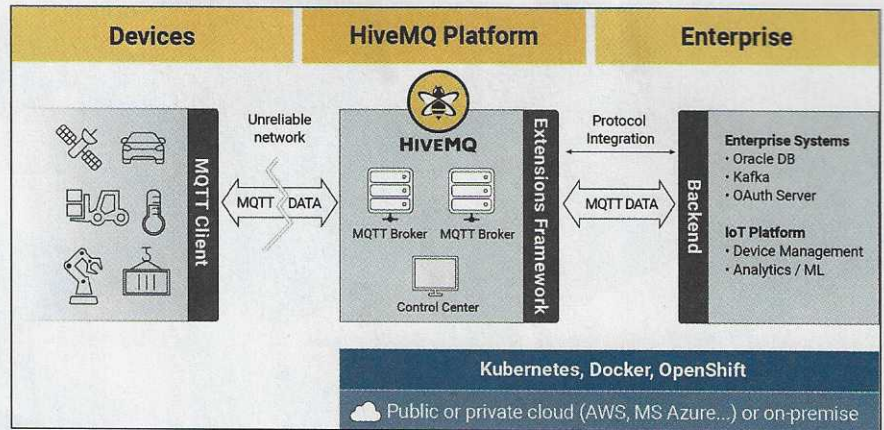 Devices
HiveMQ Platform
Enterprise
MQTT Client
Unreliable
network
MQTT DATA
HIVEMQ
MQTT Broker
MQTT Broker
Control Center
Extensions Framework
Protocol
Integration
MQTT DATA
Backend
Enterprise Systems
• Oracle DB
• Kafka
• OAuth Server
IoT Platform
• Device Management
• Analytics / ML
Kubernetes, Docker, OpenShift
Public or private cloud (AWS, MS Azure...) or on-premise